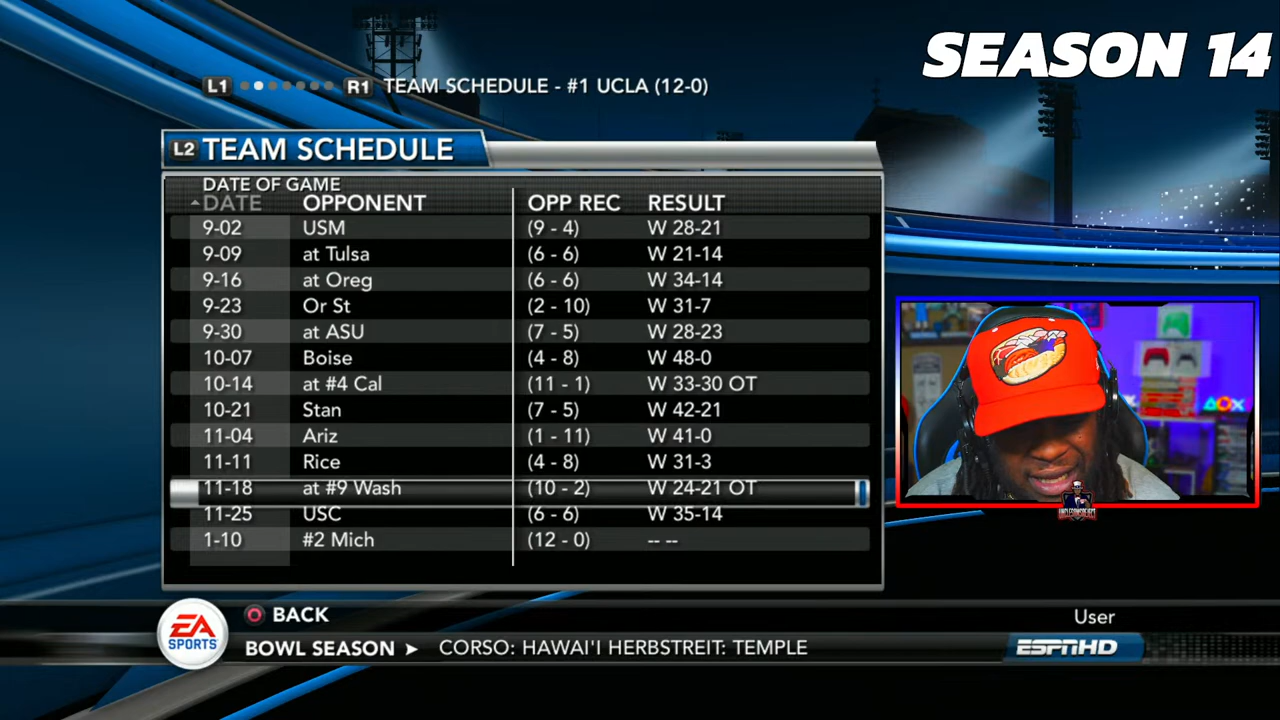 SEASON 14
L1 R1 TEAM SCHEDULE - #1 UCLA (12-0)
L2 TEAM SCHEDULE
DATE OF GAME
DATE OPPONENT OPP REC RESULT
9-02 USM (9 - 4) W 28-21
9-09 at Tulsa (6 - 6) W 21-14
9-16 at Oreg (6 - 6) W 34-14
9-23 Or St (2 - 10) W 31-7
9-30 at ASU (7 - 5) W 28-23
10-07 Boise (4 - 8) W 48-0
10-14 at #4 Cal (11 - 1) W 33-30 OT
10-21 Stan (7 - 5) W 42-21
11-04 Ariz (1 - 11) W 41-0
11-11 Rice (4 - 8) W 31-3
11-18 at #9 Wash (10 - 2) W 24-21 OT
11-25 USC (6 - 6) W 35-14
1-10 #2 Mich (12 - 0) -- --
UNCLESONSREJECT
EA SPORTS
BACK
User
BOWL SEASON CORSO: HAWAI'I HERBSTREIT: TEMPLE
ESPNHD